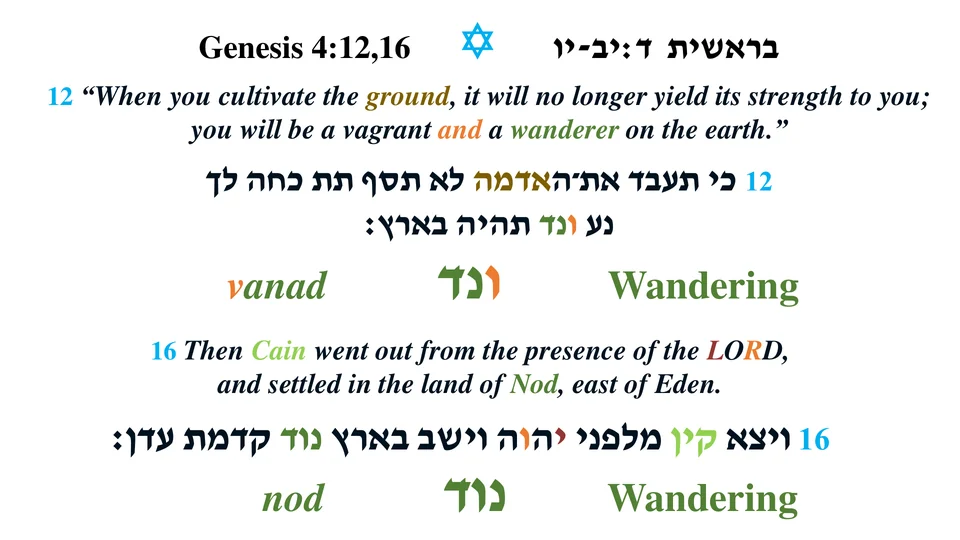 Genesis 4:12,16 ✡ בראשית ד:יב-יו
12 “When you cultivate the ground, it will no longer yield its strength to you;
you will be a vagrant and a wanderer on the earth.”
12 כי תעבד את־האדמה לא תסף תת כחה לך
נע ונד תהיה בארץ׃
vanad ונד Wandering
16 Then Cain went out from the presence of the LORD,
and settled in the land of Nod, east of Eden.
16 ויצא קין מלפני יהוה וישב בארץ נוד קדמת עדן׃
nod נוד Wandering